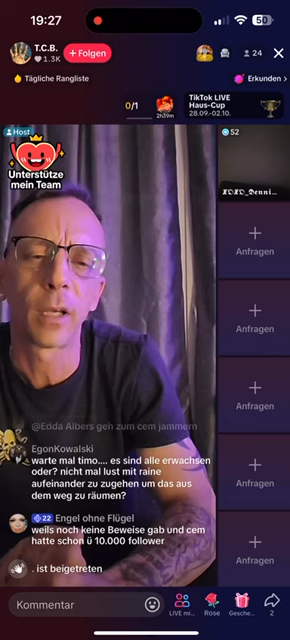 19:27
50
T.C.B.
1.3K
+ Folgen
24
Tägliche Rangliste
0/1
2h39m
TikTok LIVE
Haus-Cup
28.09.-02.10.
Erkunden >
Host
52
Unterstütze
mein Team
XOXO_Denni...
Anfragen
Anfragen
Anfragen
Anfragen
Anfragen
@Edda Albers geh zum cem jammern
EgonKowalski
warte mal timo.... es sind alle erwachsen
oder? nicht mal lust mit raine
aufeinander zu zugehen um das aus
dem weg zu räumen?
22 Engel ohne Flügel
weils noch keine Beweise gab und cem
hatte schon ü 10.000 follower
. ist beigetreten
Kommentar
LIVE mi...
Rose
Gesche...
2